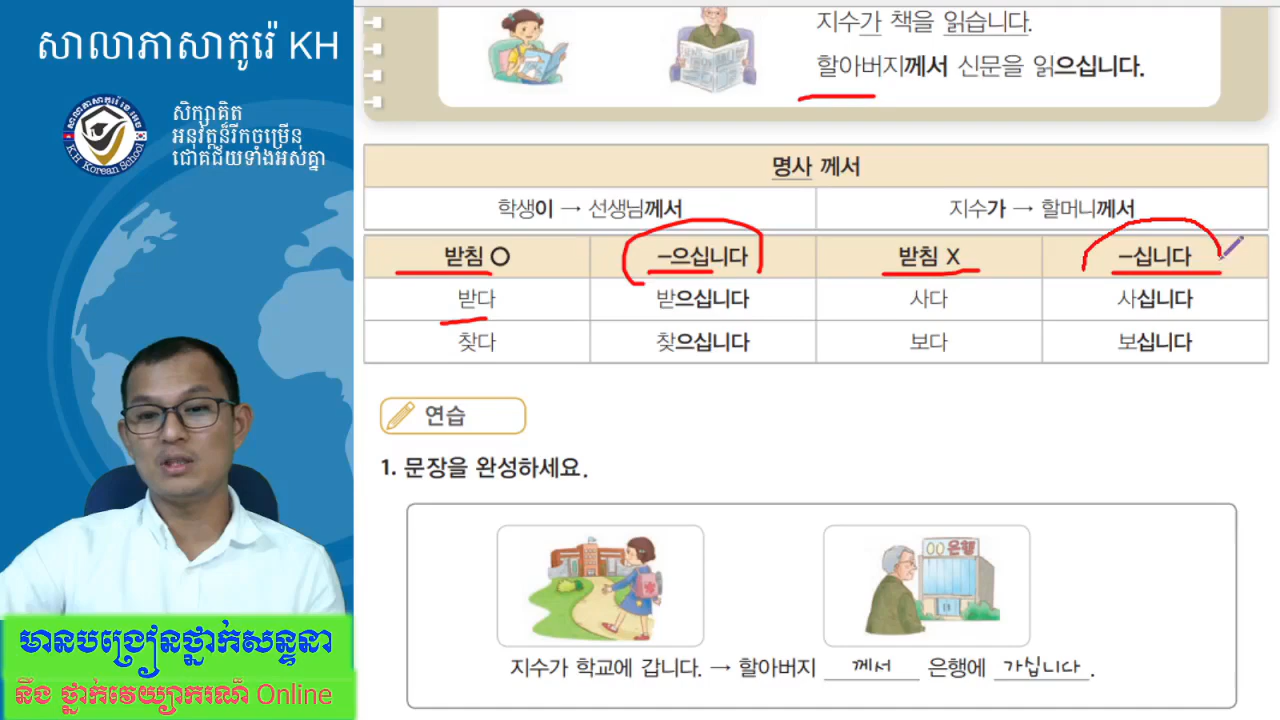 សាលាភាសាកូរ៉េ KH
សិក្សាគិត
អនុវត្តន៍រីកចម្រើន
ជោគជ័យទាំងអស់គ្នា
K.H Korean School
មានបង្រៀនថ្នាក់សន្ទនា
និង ថ្នាក់វេយ្យាករណ៍ Online
지수가 책을 읽습니다.
할아버지께서 신문을 읽으십니다.
명사 께서
학생이 → 선생님께서
지수가 → 할머니께서
받침 O
-으십니다
받침 X
-십니다
받다
받으십니다
사다
사십니다
찾다
찾으십니다
보다
보십니다
연습
1. 문장을 완성하세요.
00은행
지수가 학교에 갑니다. → 할아버지 께서 은행에 가십니다.